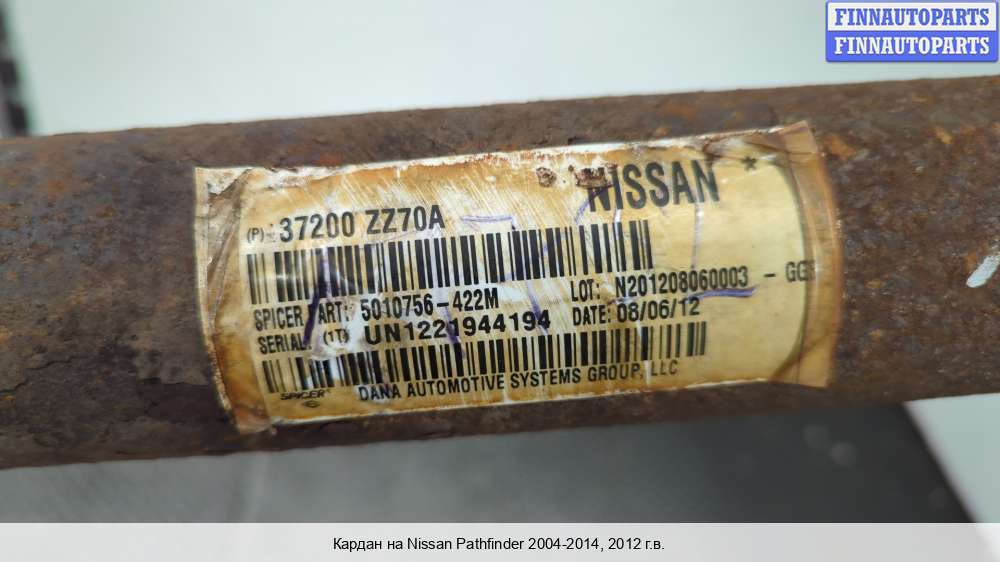 FINNAUTOPARTS
FINNAUTOPARTS
NISSAN *
(P) 37200 ZZ70A
SPICER PART: 5010756-422M LOT: N201208060003 - GG
SERIAL: (1T) UN1221944194 DATE: 08/06/12
SPICER DANA AUTOMOTIVE SYSTEMS GROUP, LLC
Кардан на Nissan Pathfinder 2004-2014, 2012 г.в.